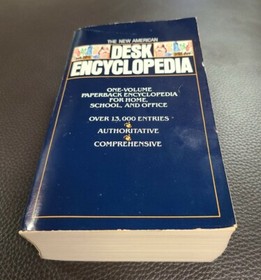 THE NEW AMERICAN
DESK
ENCYCLOPEDIA
ONE-VOLUME
PAPERBACK ENCYCLOPEDIA
FOR HOME,
SCHOOL, AND OFFICE
OVER 13,000 ENTRIES
AUTHORITATIVE
COMPREHENSIVE